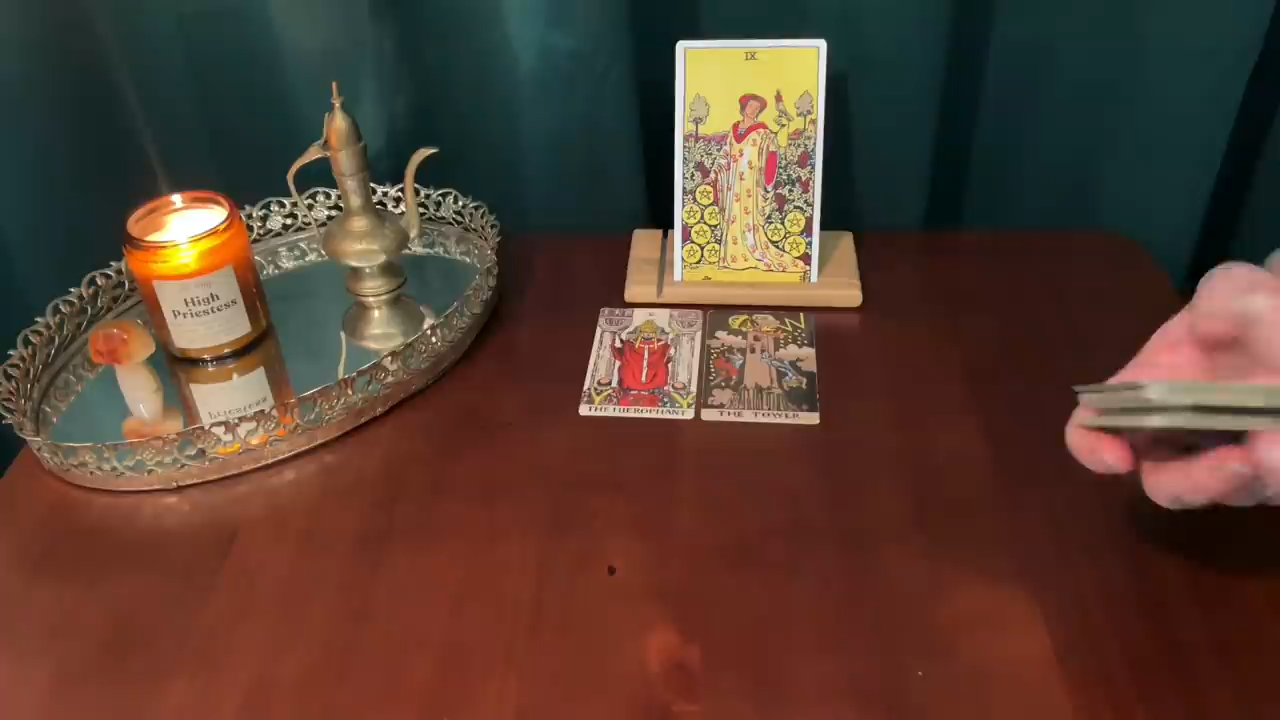 IX
High
Priestess
V
THE HIEROPHANT
THE TOWER.